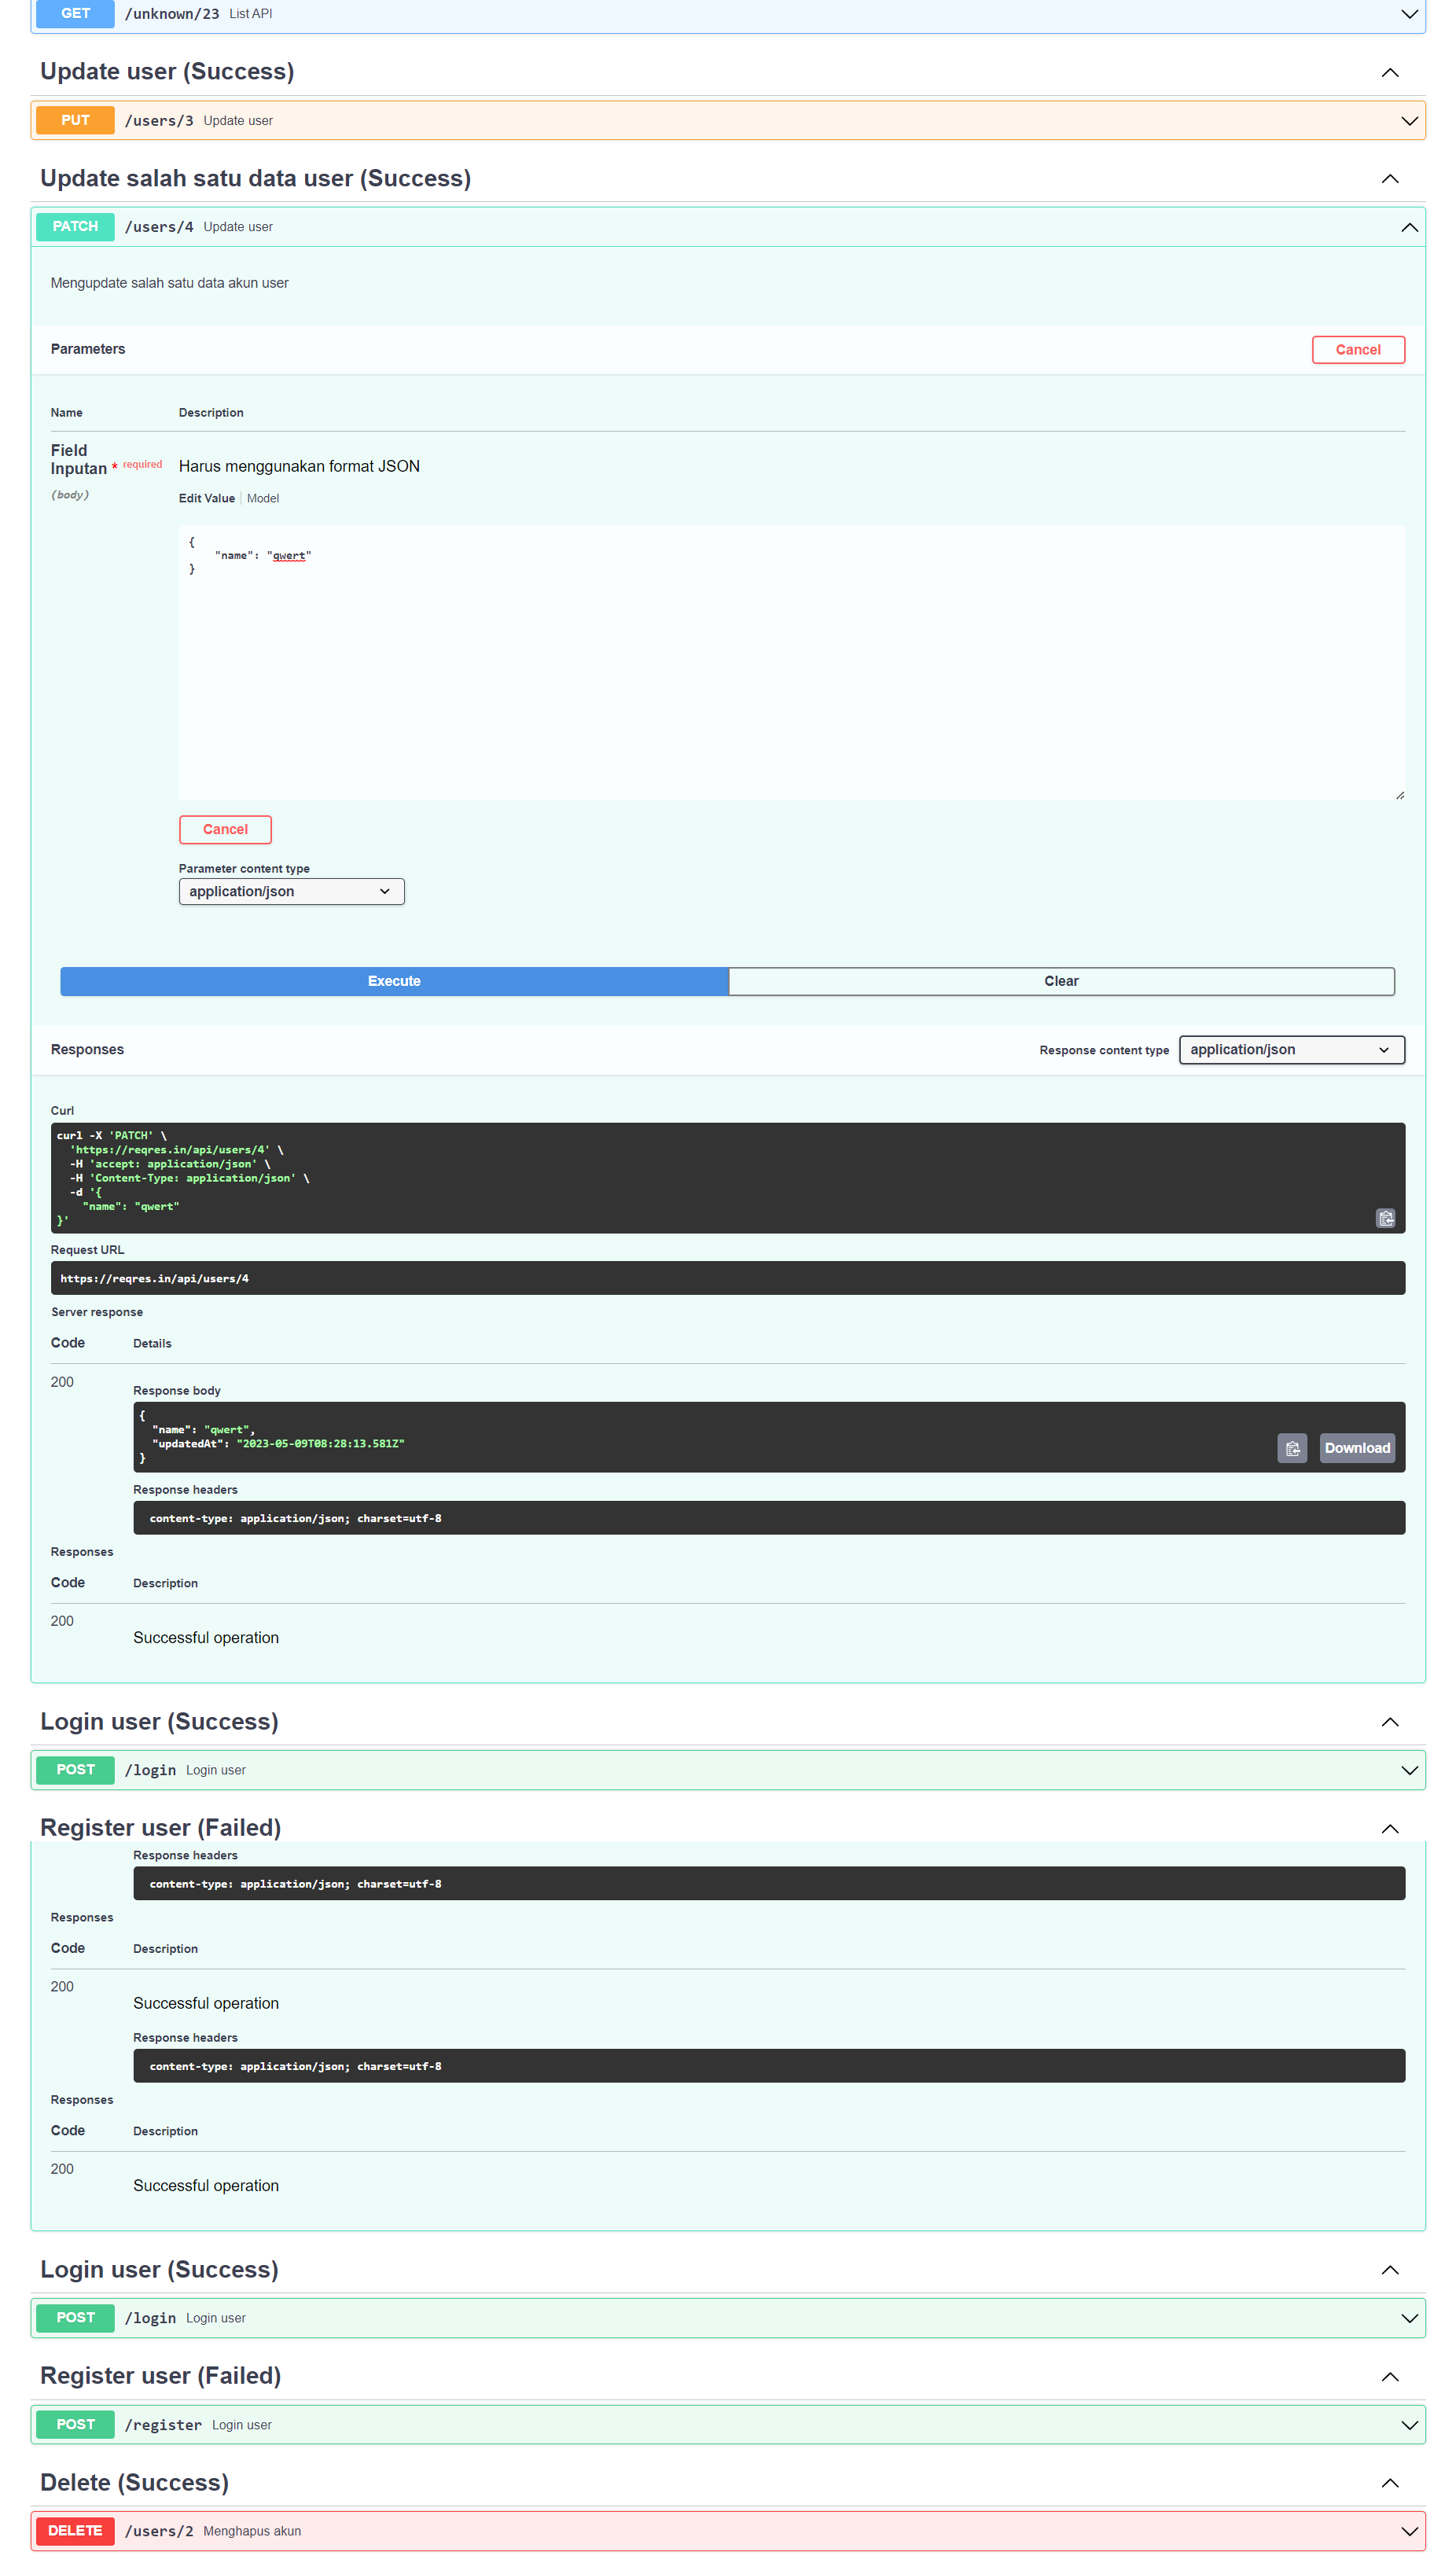 GET /unknown/23 List API
Update user (Success)
PUT /users/3 Update user
Update salah satu data user (Success)
PATCH /users/4 Update user
Mengupdate salah satu data akun user
Parameters Cancel
Name Description
Field
Inputan * required
(body)
Harus menggunakan format JSON
Edit Value Model
{
"name": "qwert"
}
Cancel
Parameter content type
application/json
Execute Clear
Responses Response content type application/json
Curl
curl -X 'PATCH' \
'https://reqres.in/api/users/4' \
-H 'accept: application/json' \
-H 'Content-Type: application/json' \
-d '{
"name": "qwert"
}'
Request URL
https://reqres.in/api/users/4
Server response
Code Details
200
Response body
{
"name": "qwert",
"updatedAt": "2023-05-09T08:28:13.581Z"
}
Download
Response headers
content-type: application/json; charset=utf-8
Responses
Code Description
200
Successful operation
Login user (Success)
POST /login Login user
Register user (Failed)
Response headers
content-type: application/json; charset=utf-8
Responses
Code Description
200
Successful operation
Response headers
content-type: application/json; charset=utf-8
Responses
Code Description
200
Successful operation
Login user (Success)
POST /login Login user
Register user (Failed)
POST /register Login user
Delete (Success)
DELETE /users/2 Menghapus akun